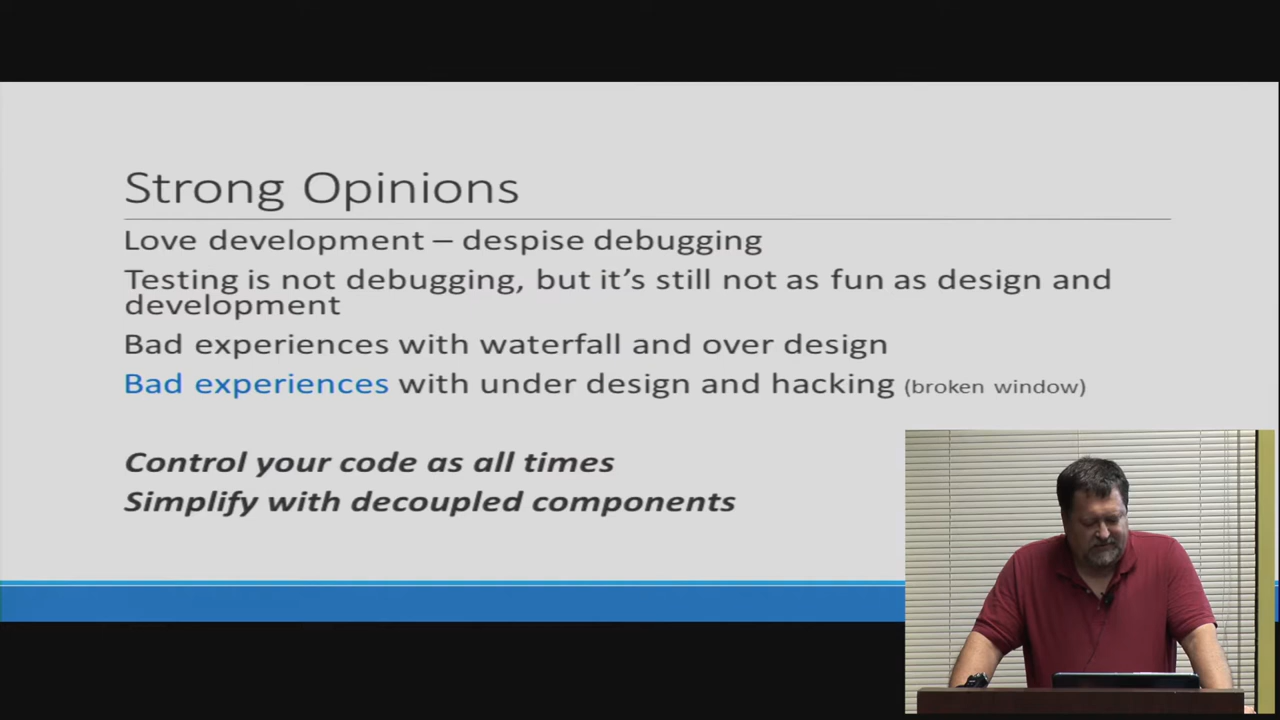 Strong Opinions
Love development – despise debugging
Testing is not debugging, but it's still not as fun as design and
development
Bad experiences with waterfall and over design
Bad experiences with under design and hacking (broken window)
Control your code as all times
Simplify with decoupled components